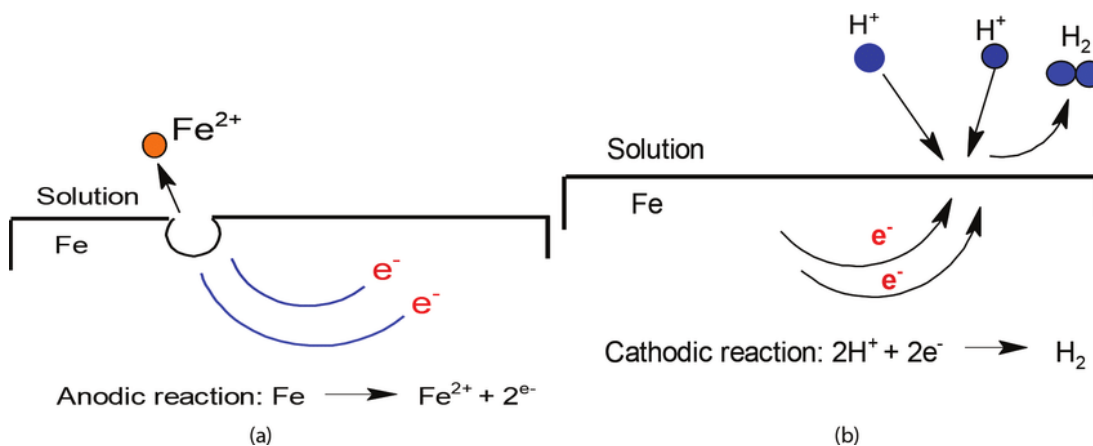 Fe²⁺
Solution
Fe
e⁻
e⁻
Anodic reaction: Fe ⟶ Fe²⁺ + 2ᵉ⁻
(a)
H⁺
H⁺
H₂
Solution
Fe
e⁻
e⁻
Cathodic reaction: 2H⁺ + 2e⁻ ⟶ H₂
(b)